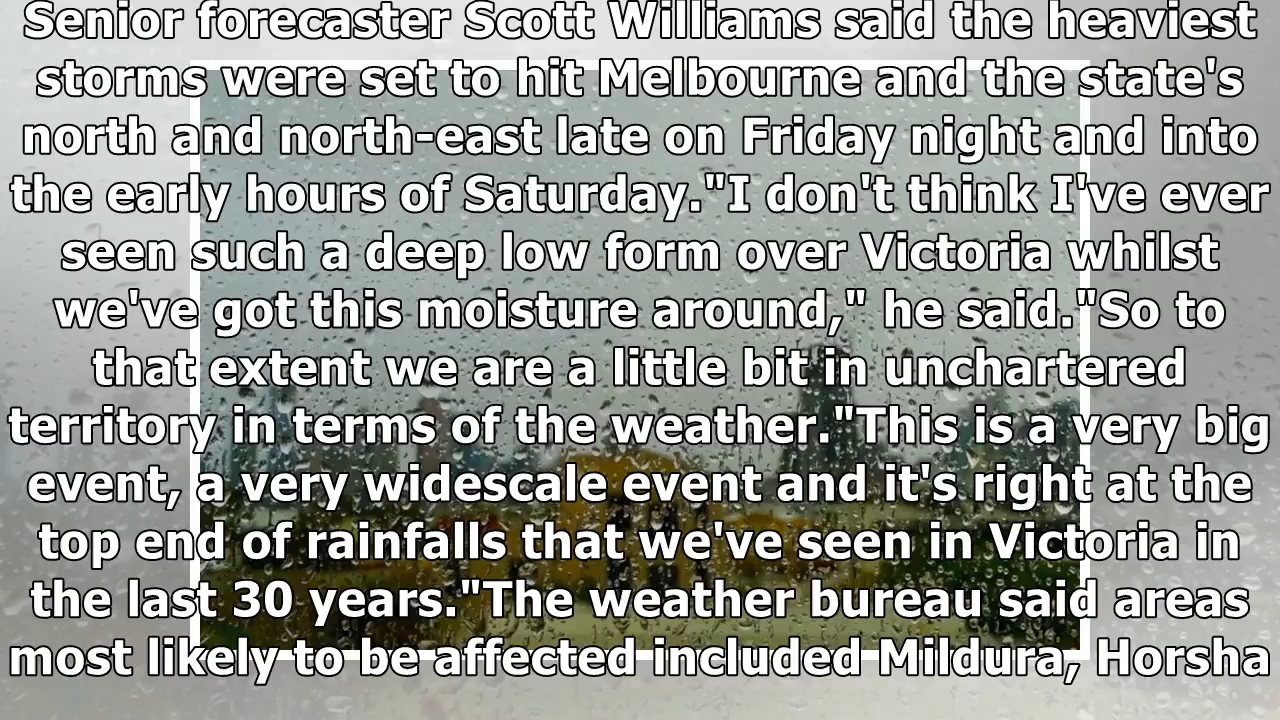 Senior forecaster Scott Williams said the heaviest
storms were set to hit Melbourne and the state's
north and north-east late on Friday night and into
the early hours of Saturday."I don't think I've ever
seen such a deep low form over Victoria whilst
we've got this moisture around," he said."So to
that extent we are a little bit in unchartered
territory in terms of the weather."This is a very big
event, a very widescale event and it's right at the
top end of rainfalls that we've seen in Victoria in
the last 30 years."The weather bureau said areas
most likely to be affected included Mildura, Horsha